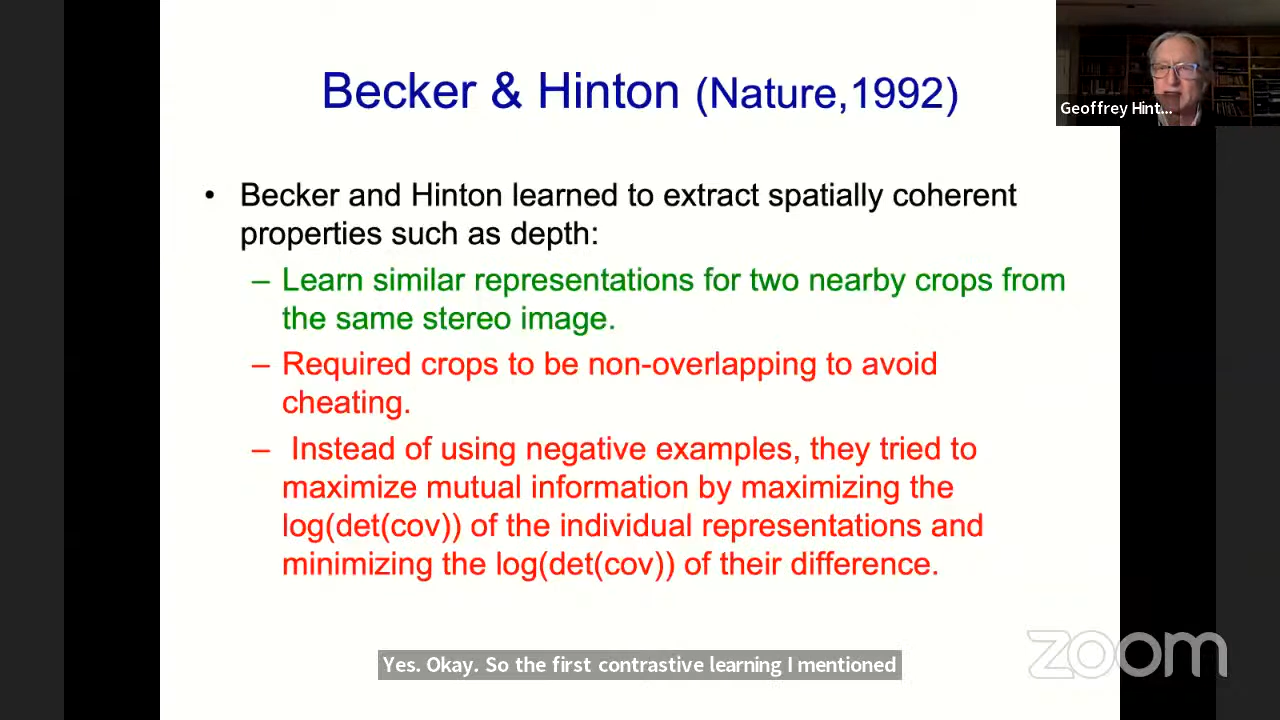 Becker & Hinton (Nature,1992)
Geoffrey Hint...
• Becker and Hinton learned to extract spatially coherent
properties such as depth:
– Learn similar representations for two nearby crops from
the same stereo image.
– Required crops to be non-overlapping to avoid
cheating.
– Instead of using negative examples, they tried to
maximize mutual information by maximizing the
log(det(cov)) of the individual representations and
minimizing the log(det(cov)) of their difference.
Yes. Okay. So the first contrastive learning I mentioned
zoom